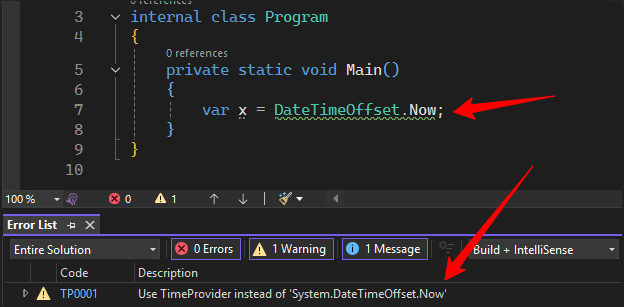 0 references
3 internal class Program
4 {
0 references
5 private static void Main()
6 {
7 var x = DateTimeOffset.Now;
8 }
9 }
10
100 % 0 1
Error List
Entire Solution 0 Errors 1 Warning 1 Message Build + IntelliSense
Code Description
TP0001 Use TimeProvider instead of 'System.DateTimeOffset.Now'